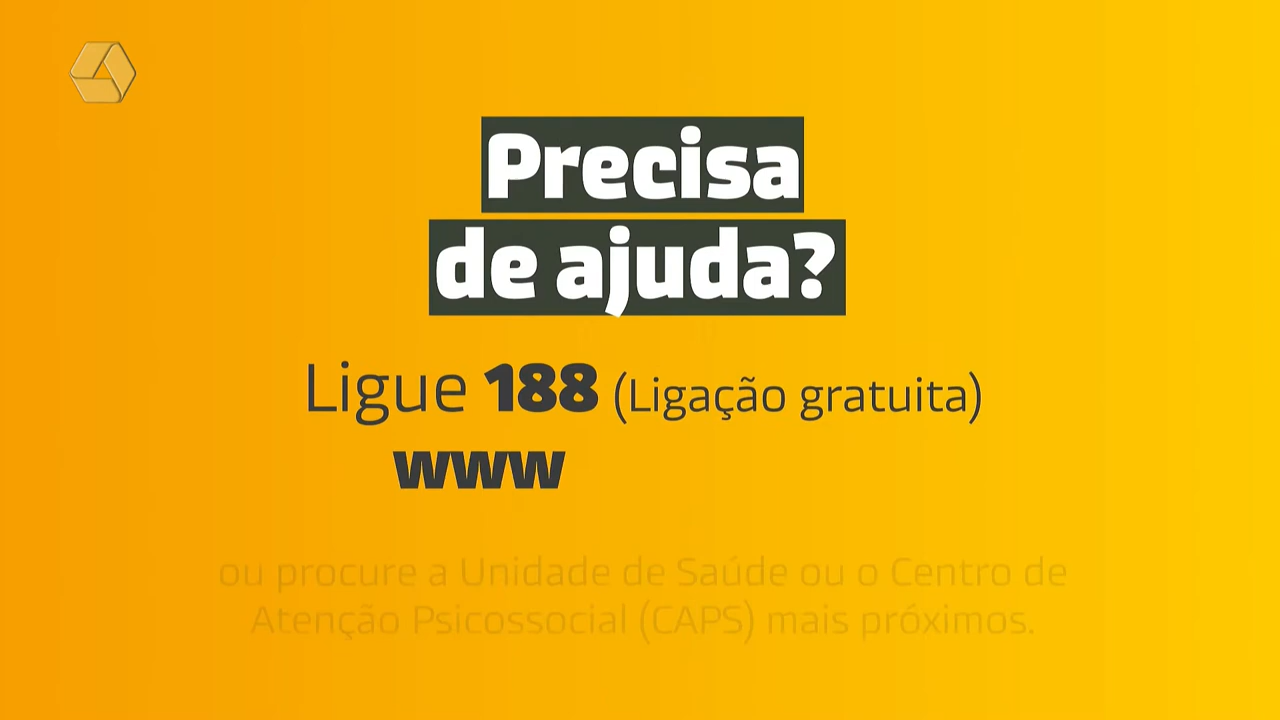 Precisa
de ajuda?
Ligue 188 (Ligação gratuita)
www
ou procure a Unidade de Saúde ou o Centro de
Atenção Psicossocial (CAPS) mais próximos.